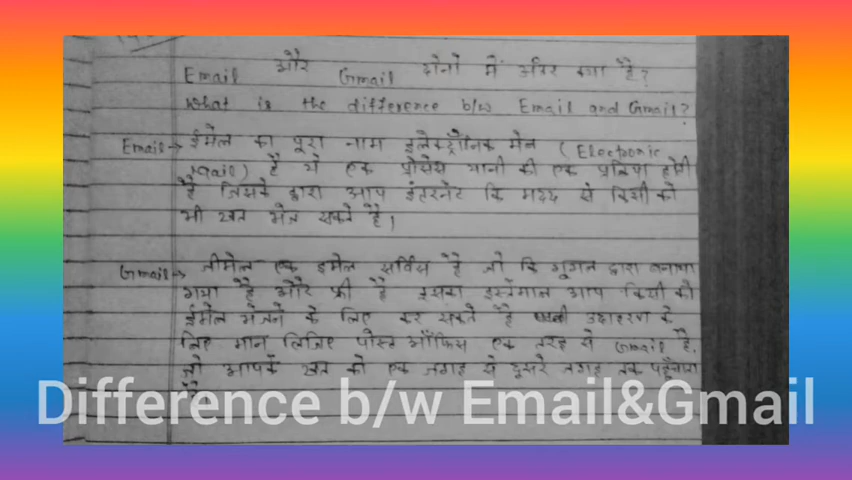 Email और Gmail दोनो में अंतर क्या है?
What is the difference b/w Email and Gmail?
Email→ ईमेल का पूरा नाम इलेक्ट्रॉनिक मेल (Electronic
Mail) है ये एक प्रोसेस यानी की एक प्रक्रिया होती
है जिसके द्वारा आप इंटरनेट कि मदद से किसी को
भी खत भेज सकते है।
Gmail→ जीमेल एक इमेल सर्विस है जो कि गूगल द्वारा बनाया
गया है और फ्री है इसका इस्तेमाल आप किसी को
ईमेल भेजने के लिए कर सकते है उदाहरण के
लिए मान लिजिए पोस्ट ऑफिस एक तरह से Gmail है,
जो आपके खत को एक जगह से दूसरे जगह तक पहुँचाता
है।
Difference b/w Email&Gmail